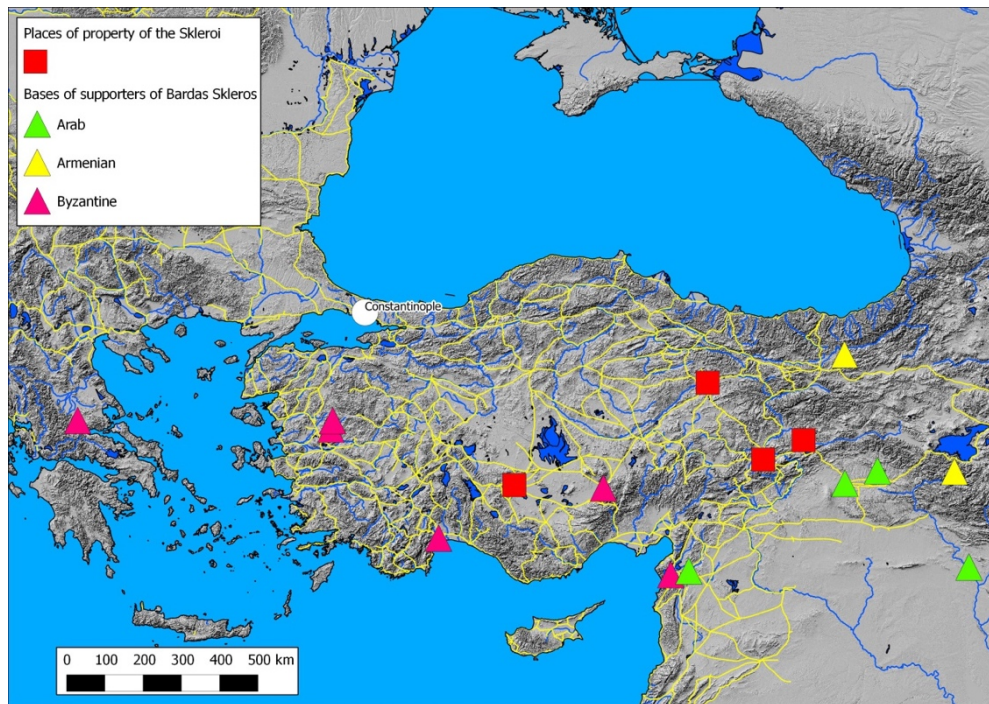 Places of property of the Skleroi
Bases of supporters of Bardas Skleros
Arab
Armenian
Byzantine
Constantinople
0 100 200 300 400 500 km